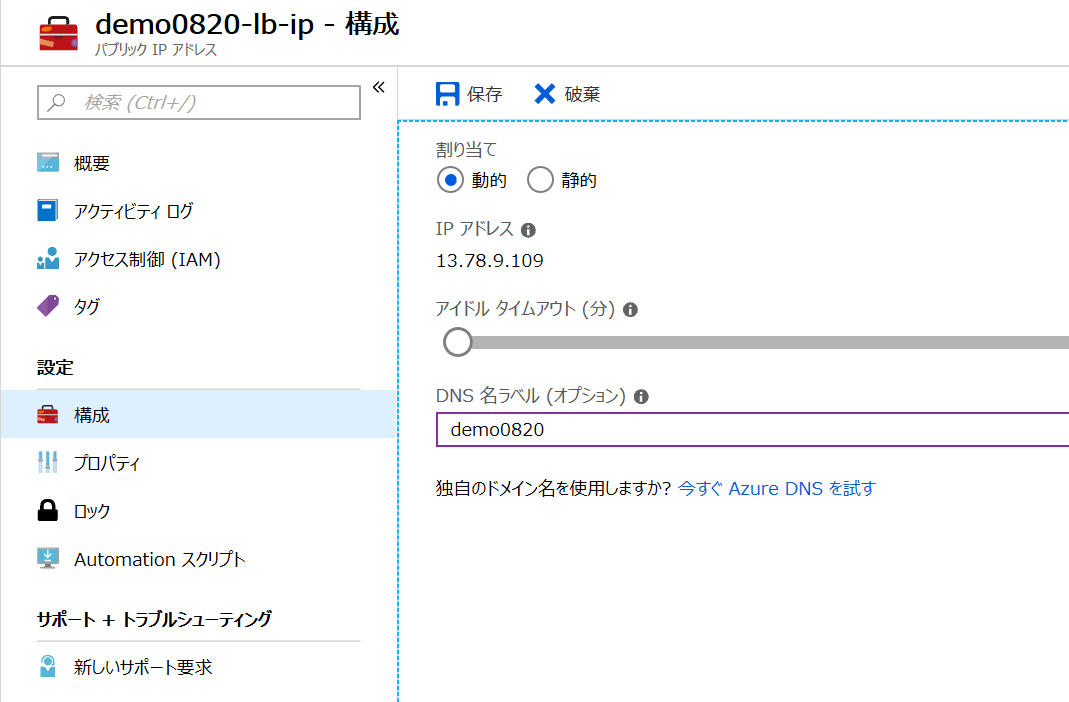 demo0820-lb-ip - 構成
パブリック IP アドレス
検索 (Ctrl+/)
概要
アクティビティ ログ
アクセス制御 (IAM)
タグ
設定
構成
プロパティ
ロック
Automation スクリプト
サポート + トラブルシューティング
新しいサポート要求
保存 破棄
割り当て
動的 静的
IP アドレス
13.78.9.109
アイドル タイムアウト (分)
DNS 名ラベル (オプション)
demo0820
独自のドメイン名を使用しますか? 今すぐ Azure DNS を試す